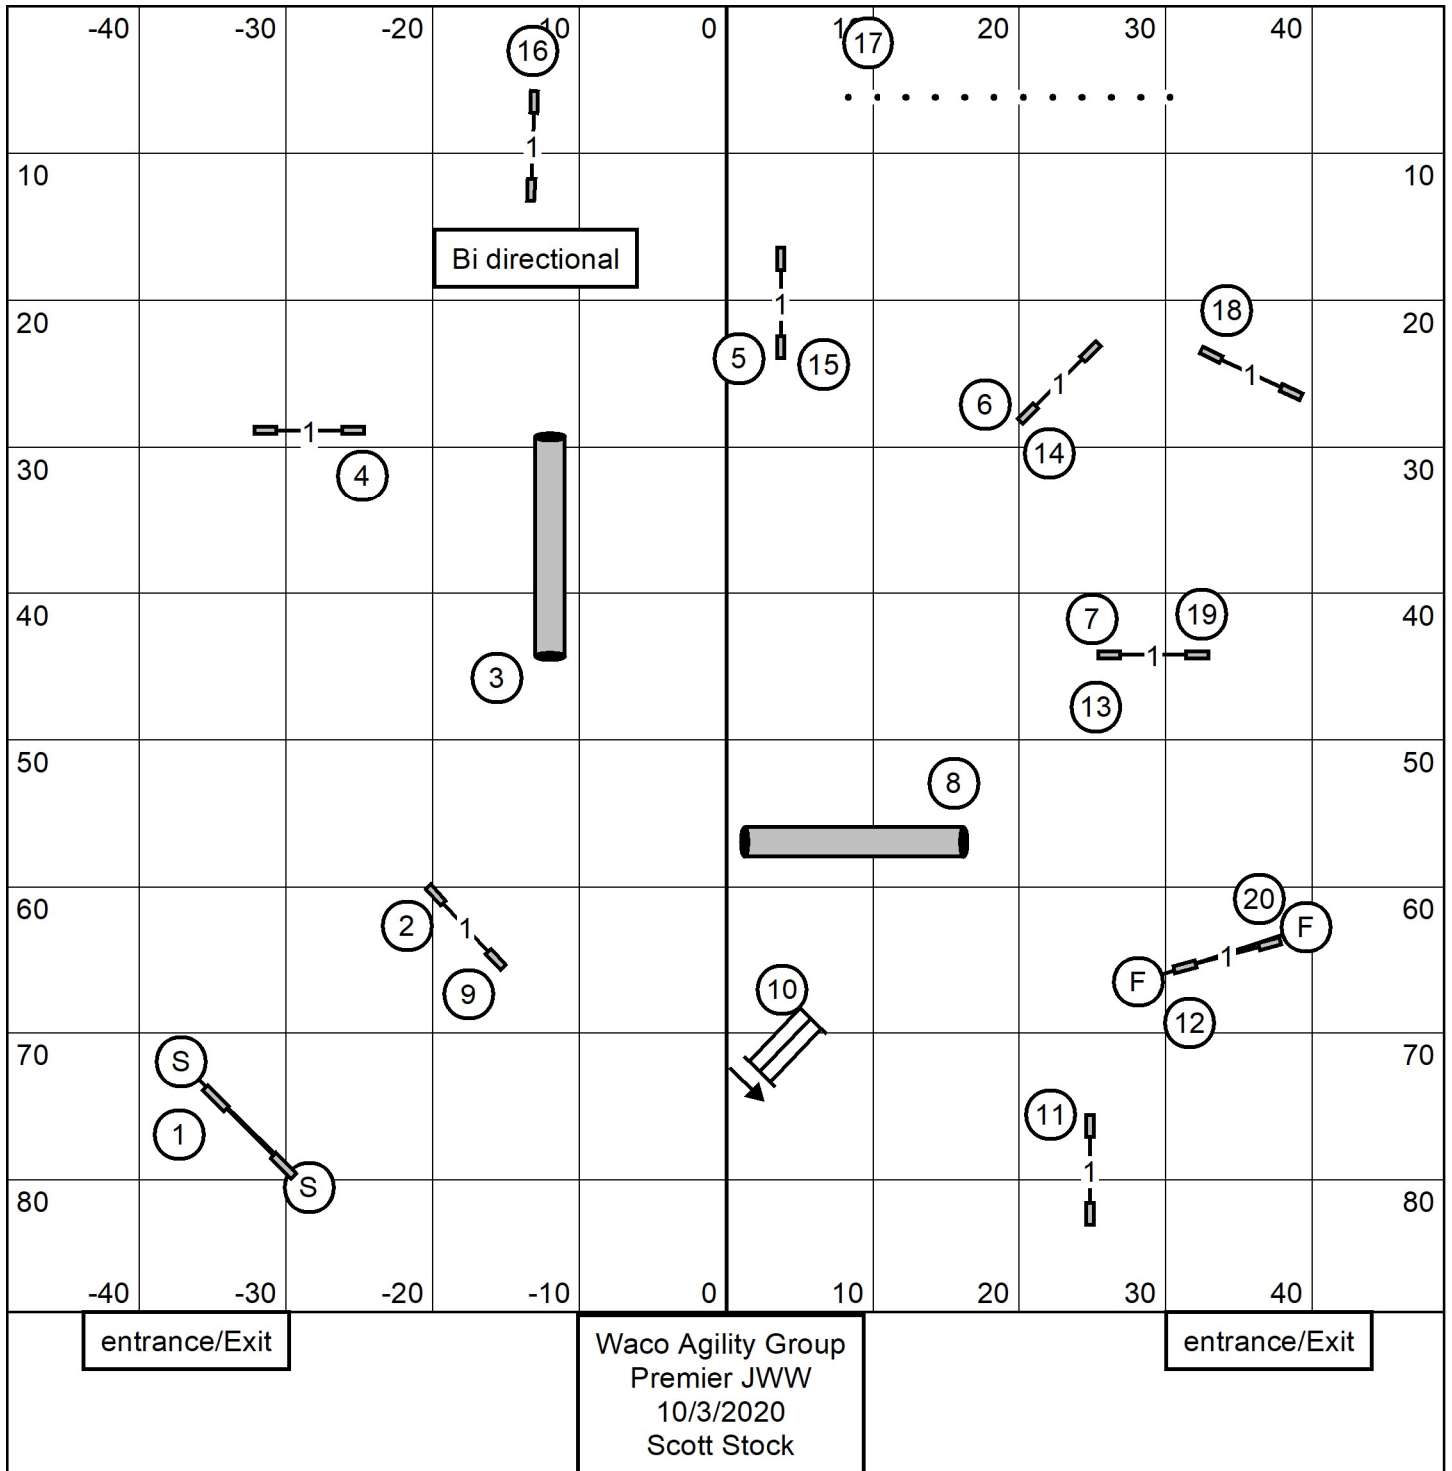 -40 -30 -20 -10 0 10 20 30 40
16 17
1
10 10
Bi directional
1
20 20
18
5 15
1 1
6
1
4 14
30 30
40 40
7 19
1
3
13
50 50
8
60 60
20
2 1 F
1
F
9 10
12
70 70
S
11
1
1
S
80 80
-40 -30 -20 -10 0 10 20 30 40
entrance/Exit entrance/Exit
Waco Agility Group
Premier JWW
10/3/2020
Scott Stock